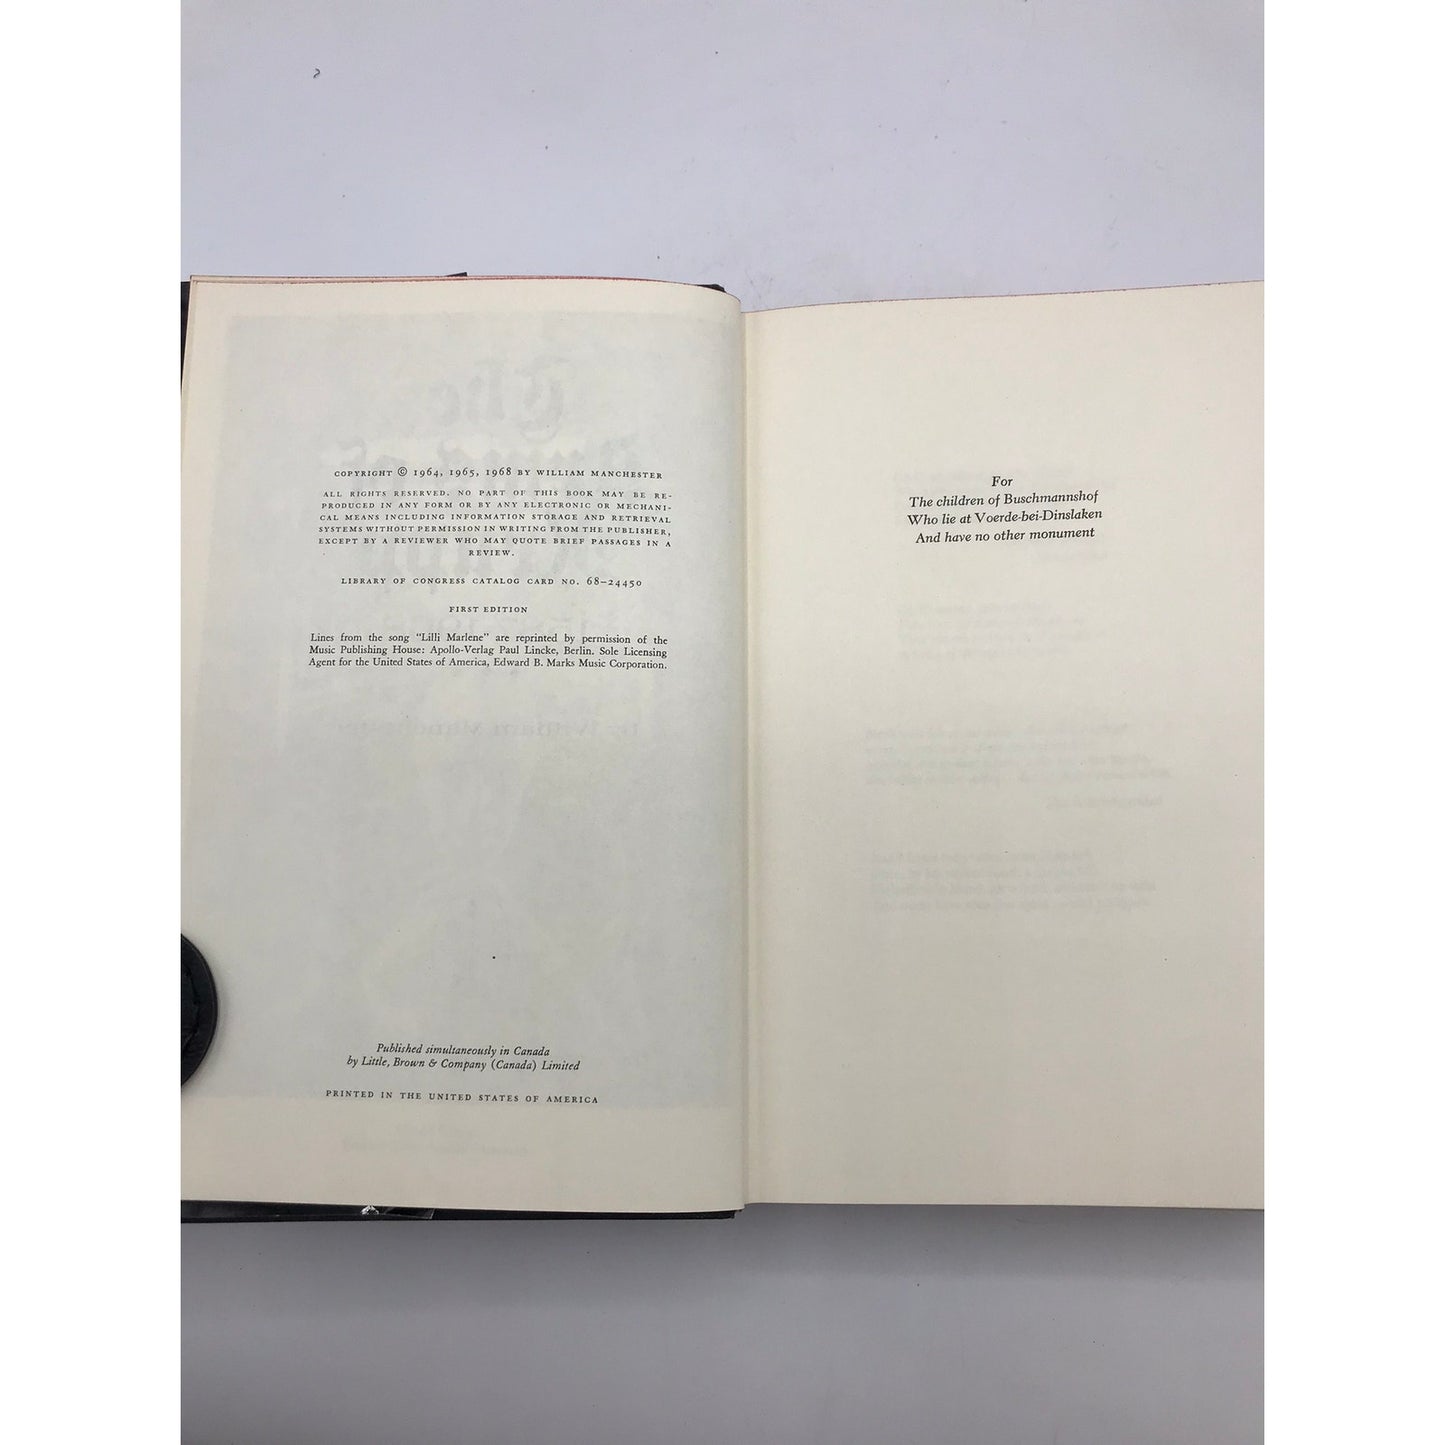 COPYRIGHT © 1964, 1965, 1968 BY WILLIAM MANCHESTER
ALL RIGHTS RESERVED. NO PART OF THIS BOOK MAY BE RE-
PRODUCED IN ANY FORM OR BY ANY ELECTRONIC OR MECHANI-
CAL MEANS INCLUDING INFORMATION STORAGE AND RETRIEVAL
SYSTEMS WITHOUT PERMISSION IN WRITING FROM THE PUBLISHER,
EXCEPT BY A REVIEWER WHO MAY QUOTE BRIEF PASSAGES IN A
REVIEW.
LIBRARY OF CONGRESS CATALOG CARD NO. 68–24450
FIRST EDITION
Lines from the song "Lilli Marlene" are reprinted by permission of the
Music Publishing House: Apollo-Verlag Paul Lincke, Berlin. Sole Licensing
Agent for the United States of America, Edward B. Marks Music Corporation.
Published simultaneously in Canada
by Little, Brown & Company (Canada) Limited
PRINTED IN THE UNITED STATES OF AMERICA
For
The children of Buschmannshof
Who lie at Voerde-bei-Dinslaken
And have no other monument